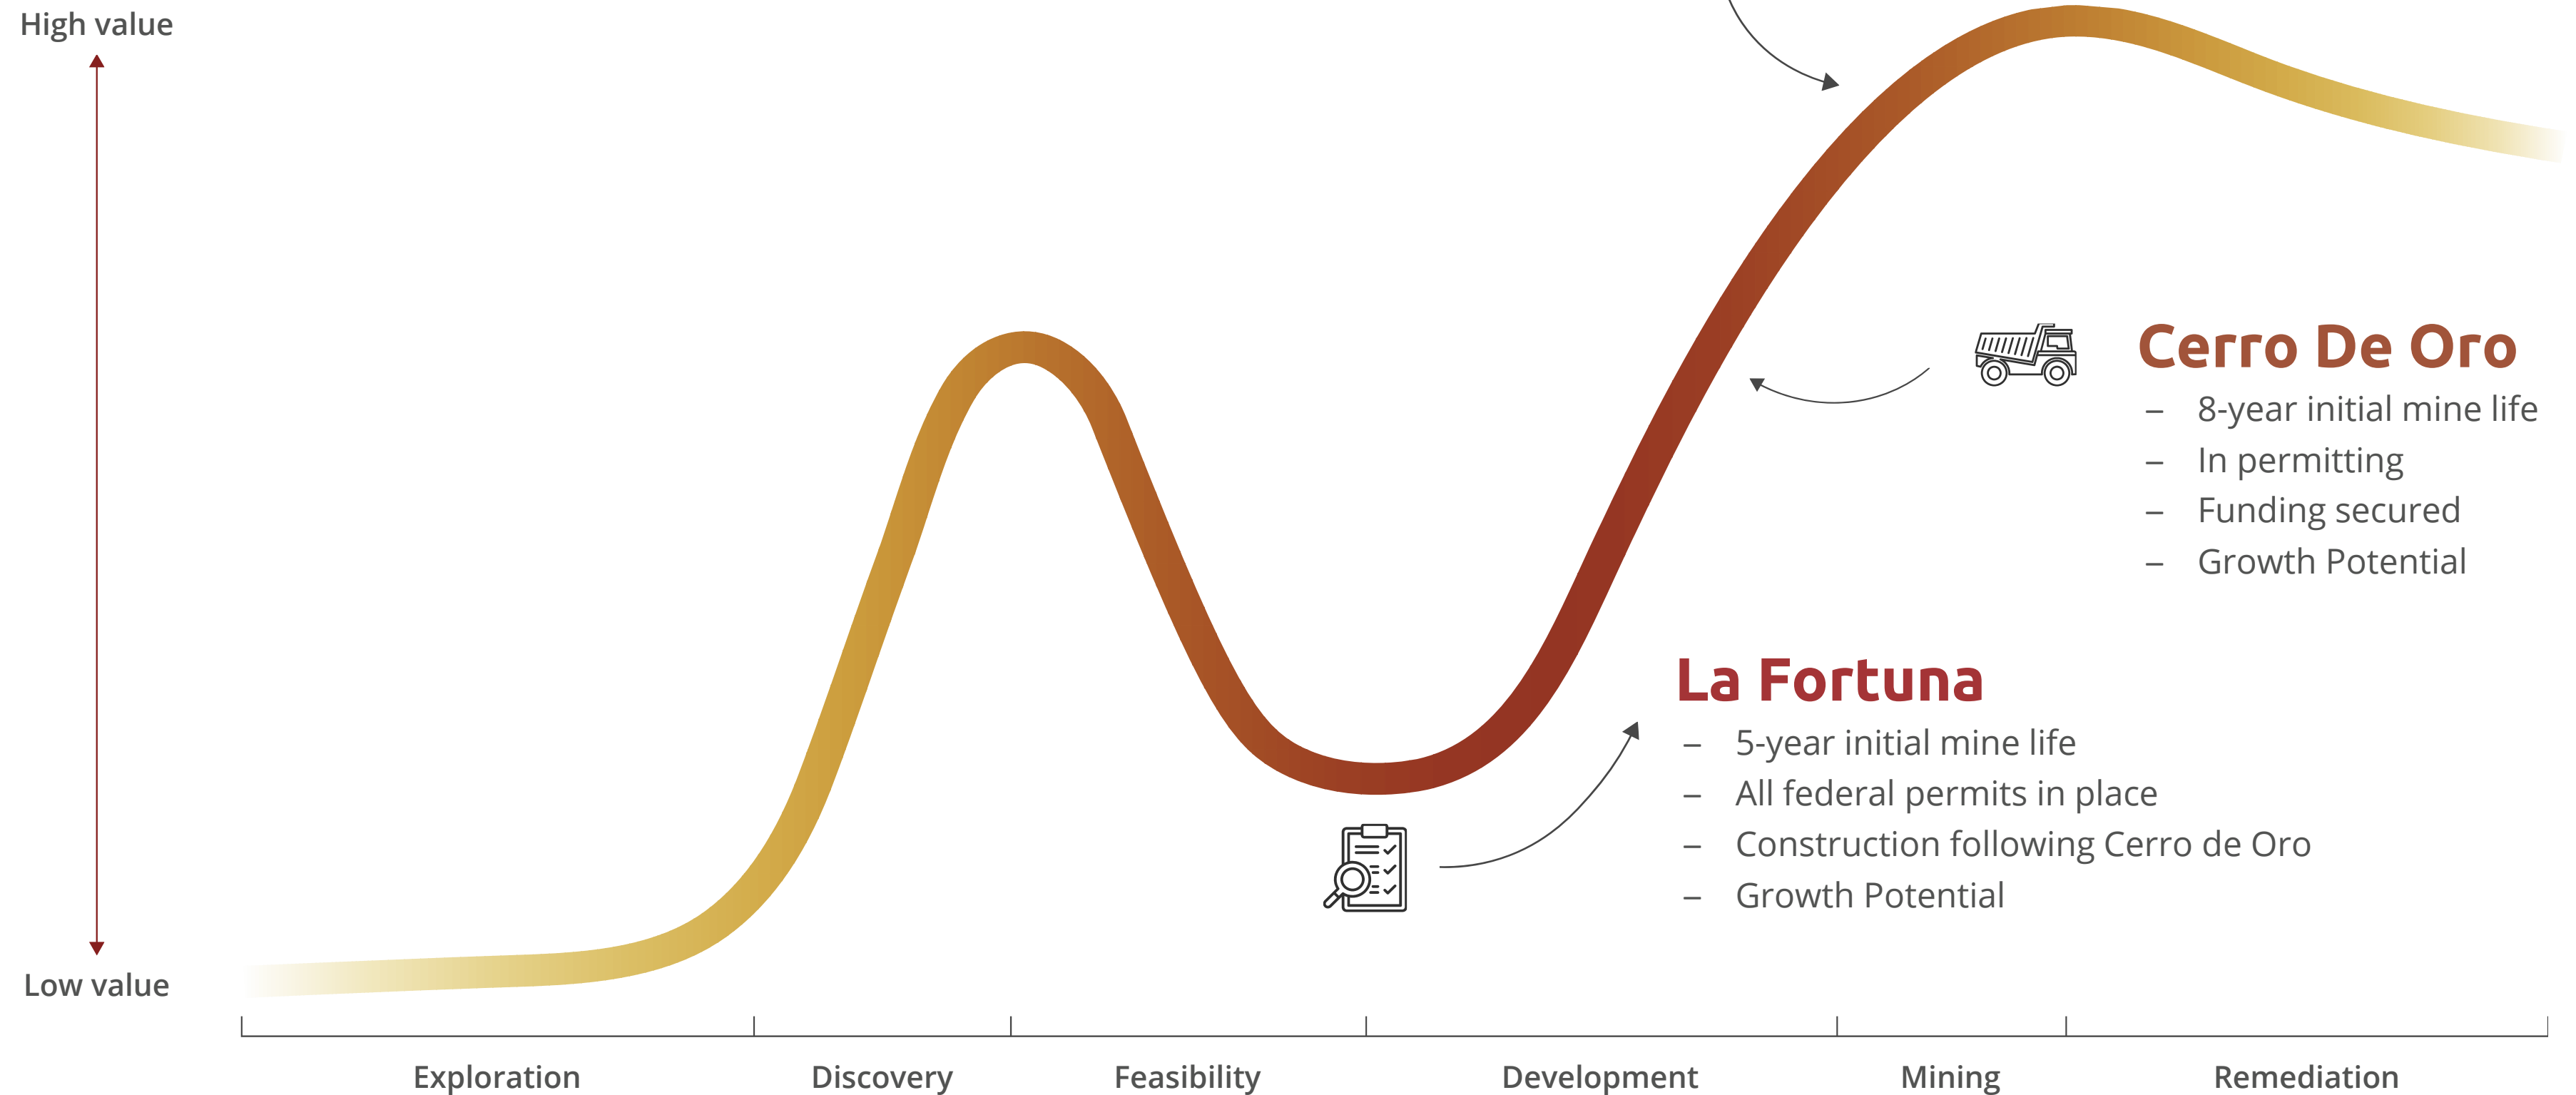 High value
Cerro De Oro
– 8-year initial mine life
– In permitting
– Funding secured
– Growth Potential
La Fortuna
– 5-year initial mine life
– All federal permits in place
– Construction following Cerro de Oro
– Growth Potential
Low value
Exploration Discovery Feasibility Development Mining Remediation